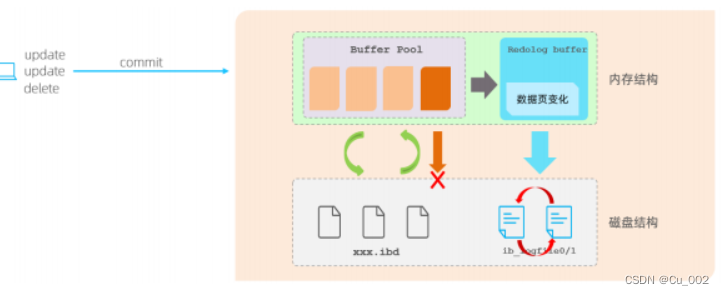 update
update
delete
commit
Buffer Pool
Redolog buffer
数据页变化
内存结构
xxx.ibd
ib_logfile0/1
磁盘结构
CSDN @Cu_002